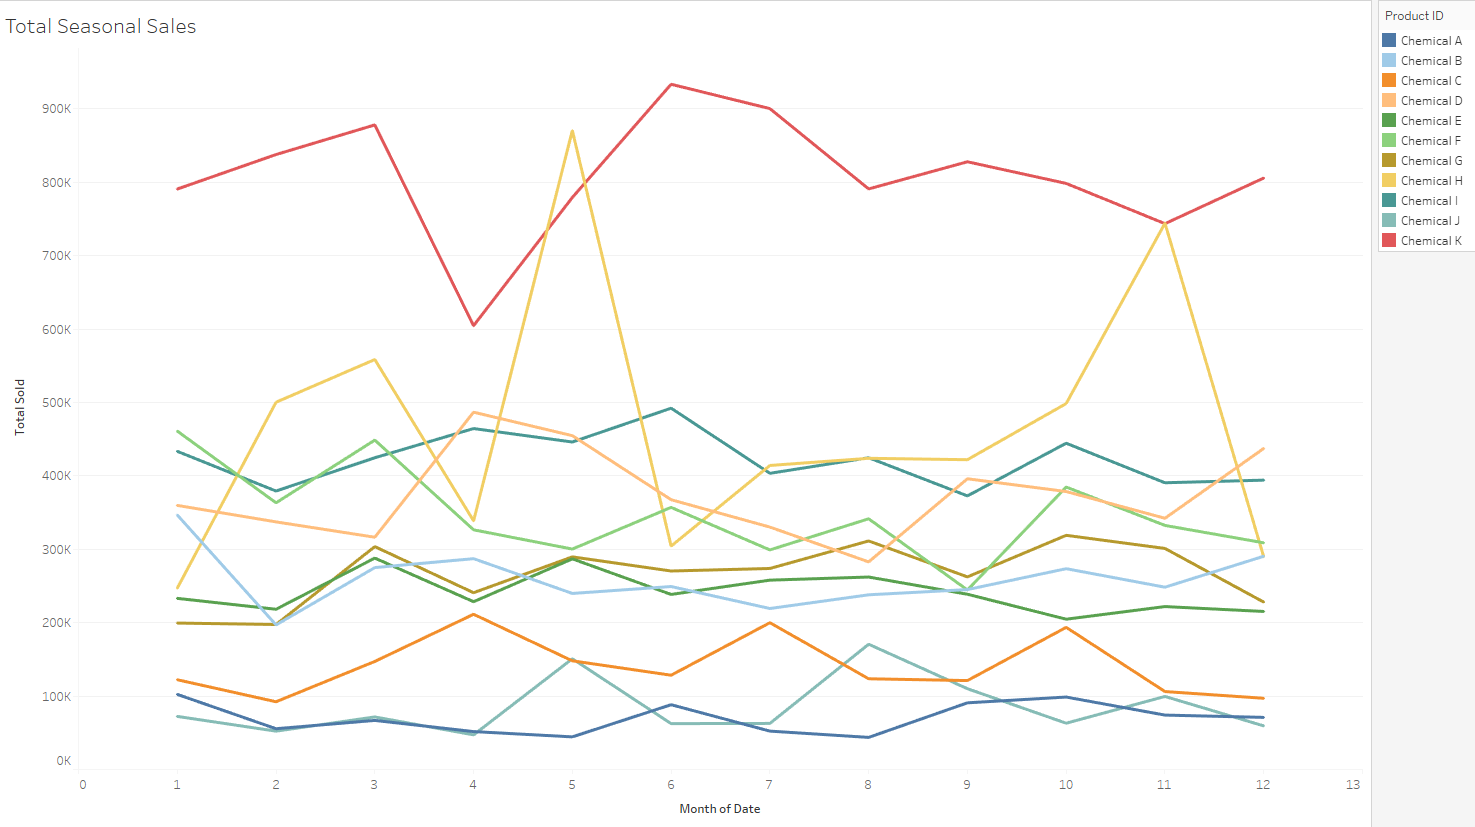 Total Seasonal Sales
Product ID
Chemical A
Chemical B
Chemical C
Chemical D
Chemical E
Chemical F
Chemical G
Chemical H
Chemical I
Chemical J
Chemical K
900K
800K
700K
600K
500K
400K
300K
200K
100K
0K
Total Sold
0 1 2 3 4 5 6 7 8 9 10 11 12 13
Month of Date